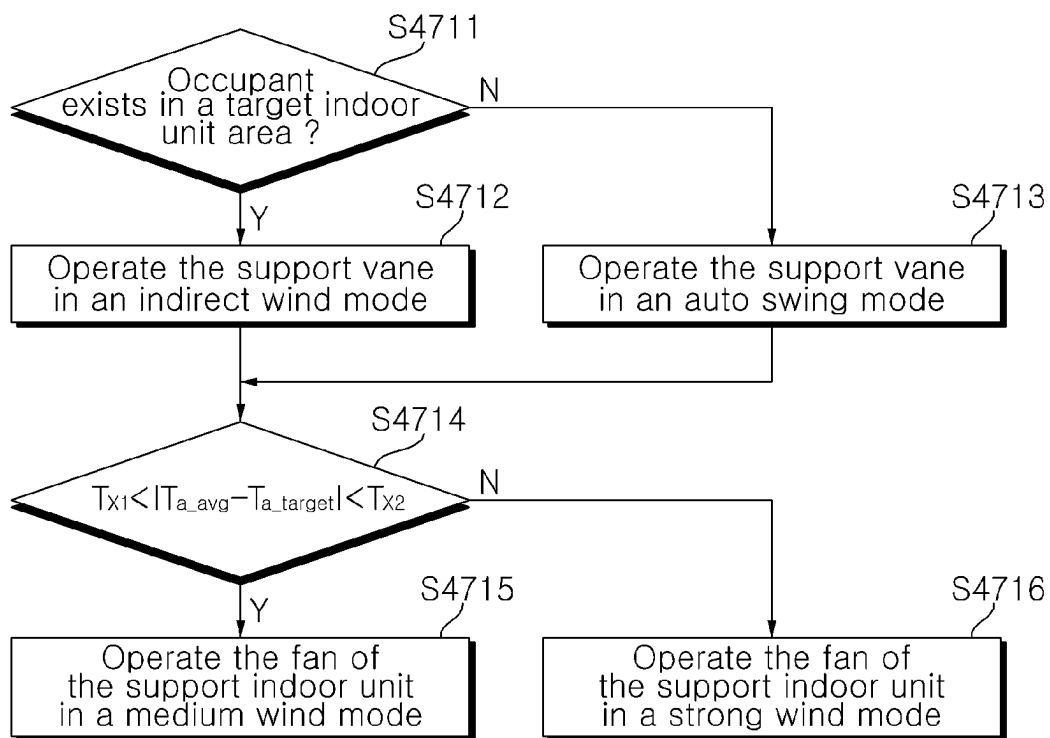 S4711
Occupant
exists in a target indoor
unit area ?
N
Y
S4712
S4713
Operate the support vane
in an indirect wind mode
Operate the support vane
in an auto swing mode
S4714
TX1<|Ta_avg-Ta_target|<TX2
N
Y
S4715
S4716
Operate the fan of
the support indoor unit
in a medium wind mode
Operate the fan of
the support indoor unit
in a strong wind mode